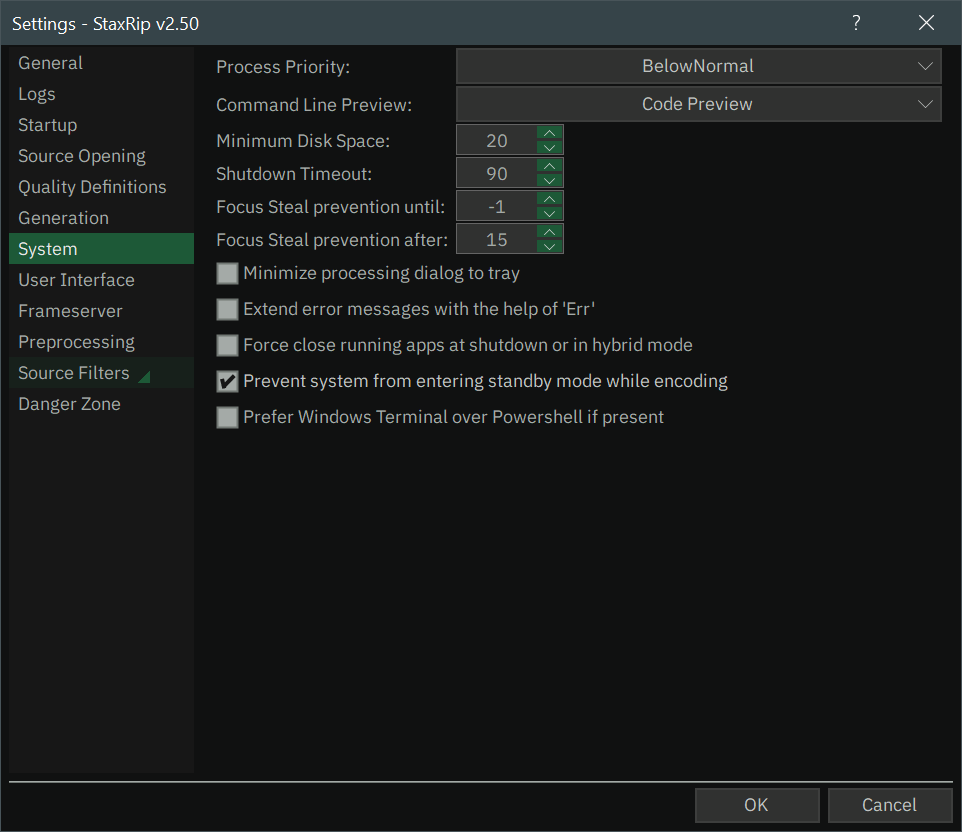 Settings - StaxRip v2.50
?
General
Logs
Startup
Source Opening
Quality Definitions
Generation
System
User Interface
Frameserver
Preprocessing
Source Filters
Danger Zone
Process Priority: BelowNormal
Command Line Preview: Code Preview
Minimum Disk Space: 20
Shutdown Timeout: 90
Focus Steal prevention until: -1
Focus Steal prevention after: 15
Minimize processing dialog to tray
Extend error messages with the help of 'Err'
Force close running apps at shutdown or in hybrid mode
Prevent system from entering standby mode while encoding
Prefer Windows Terminal over Powershell if present
OK
Cancel